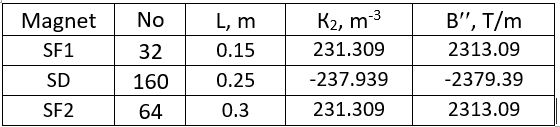 Magnet No L, m K₂, m⁻³ B′′, T/m
SF1 32 0.15 231.309 2313.09
SD 160 0.25 -237.939 -2379.39
SF2 64 0.3 231.309 2313.09